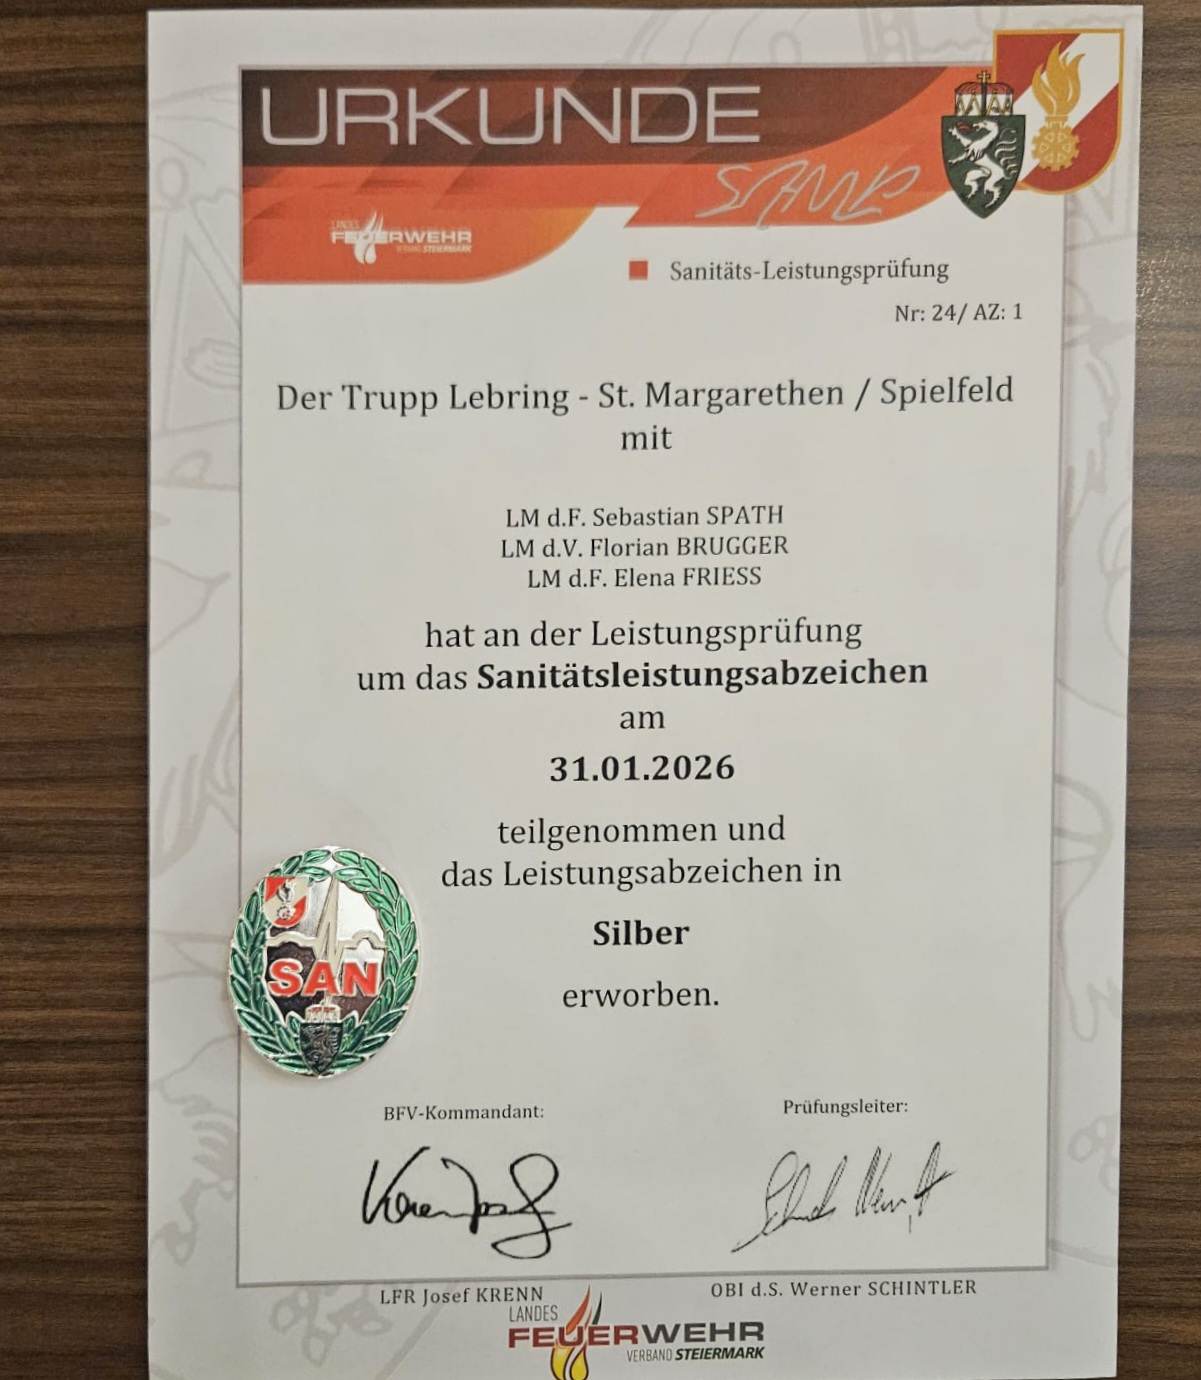 URKUNDE
LANDES
FEUERWEHR
VERBAND STEIERMARK
Sanitäts-Leistungsprüfung
Nr: 24/ AZ: 1
Der Trupp Lebring - St. Margarethen / Spielfeld
mit
LM d.F. Sebastian SPATH
LM d.V. Florian BRUGGER
LM d.F. Elena FRIESS
hat an der Leistungsprüfung
um das Sanitätsleistungsabzeichen
am
31.01.2026
teilgenommen und
das Leistungsabzeichen in
Silber
erworben.
SAN
BFV-Kommandant:
Prüfungsleiter:
LFR Josef KRENN
OBI d.S. Werner SCHINTLER
LANDES
FEUERWEHR
VERBAND STEIERMARK